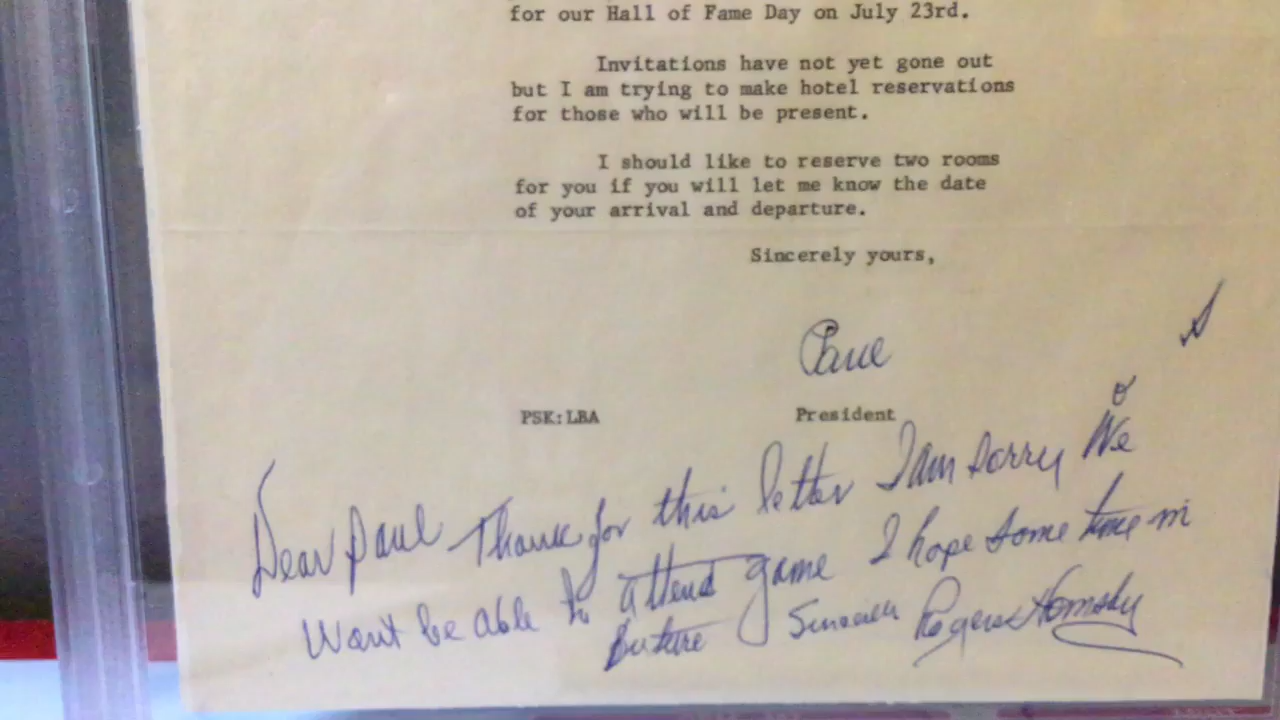 for our Hall of Fame Day on July 23rd.
Invitations have not yet gone out
but I am trying to make hotel reservations
for those who will be present.
I should like to reserve two rooms
for you if you will let me know the date
of your arrival and departure.
Sincerely yours,
Paul
PSK:LBA
President
Dear Paul Thank for this letter I am sorry We
Wont be able to attend game I hope some time in
future Rogers Hornsby